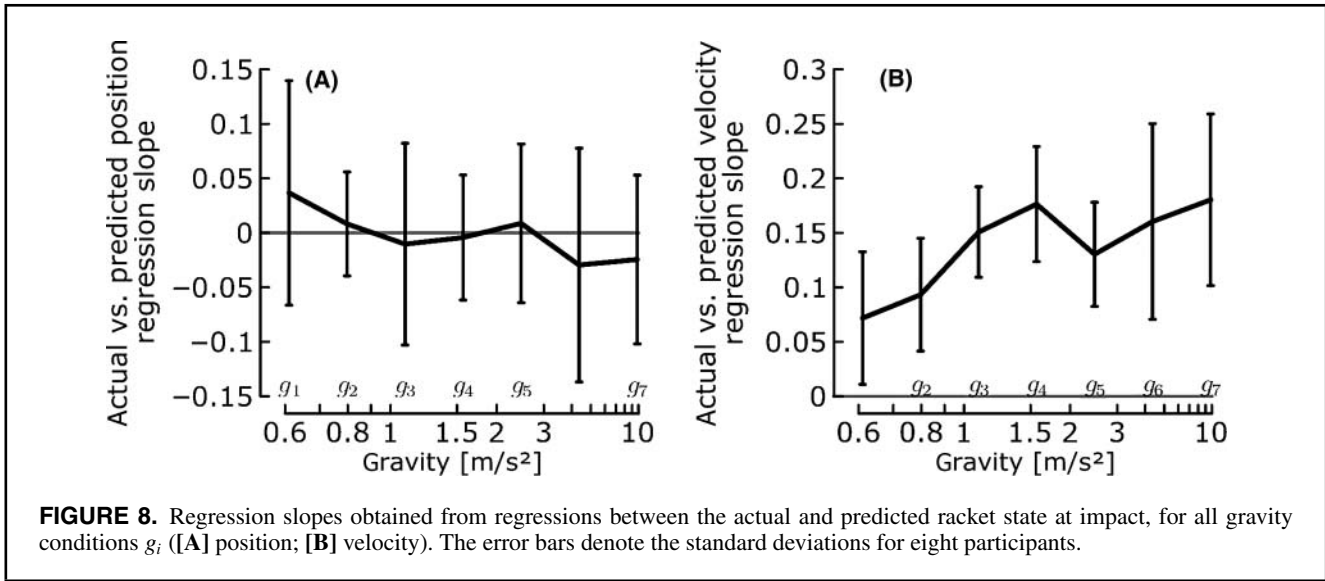 (A)
Actual vs. predicted position
regression slope
0.15
0.1
0.05
0
−0.05
−0.1
−0.15
g1 g2 g3 g4 g5 g7
0.6 0.8 1 1.5 2 3 10
Gravity [m/s²]
(B)
Actual vs. predicted velocity
regression slope
0.3
0.25
0.2
0.15
0.1
0.05
0
g2 g3 g4 g5 g6 g7
0.6 0.8 1 1.5 2 3 10
Gravity [m/s²]
FIGURE 8. Regression slopes obtained from regressions between the actual and predicted racket state at impact, for all gravity
conditions gi ([A] position; [B] velocity). The error bars denote the standard deviations for eight participants.